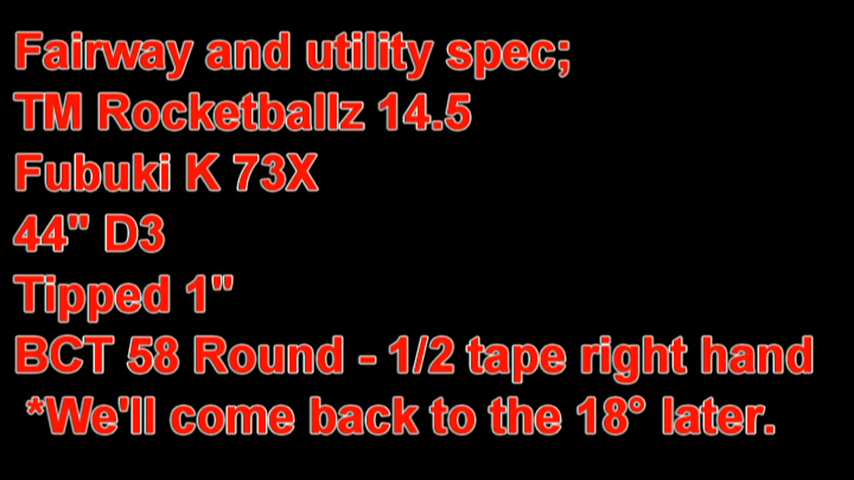 Fairway and utility spec;
TM Rocketballz 14.5
Fubuki K 73X
44" D3
Tipped 1"
BCT 58 Round - 1/2 tape right hand
*We'll come back to the 18° later.